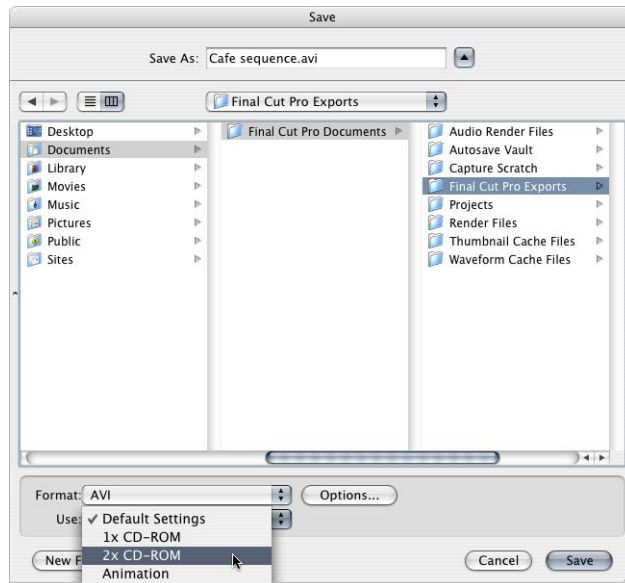 Save
Save As: Cafe sequence.avi
Final Cut Pro Exports
Desktop
Documents
Library
Movies
Music
Pictures
Public
Sites
Final Cut Pro Documents
Audio Render Files
Autosave Vault
Capture Scratch
Final Cut Pro Exports
Projects
Render Files
Thumbnail Cache Files
Waveform Cache Files
Format: AVI
Options...
Use: ✓ Default Settings
1x CD-ROM
2x CD-ROM
Animation
New F
Cancel
Save